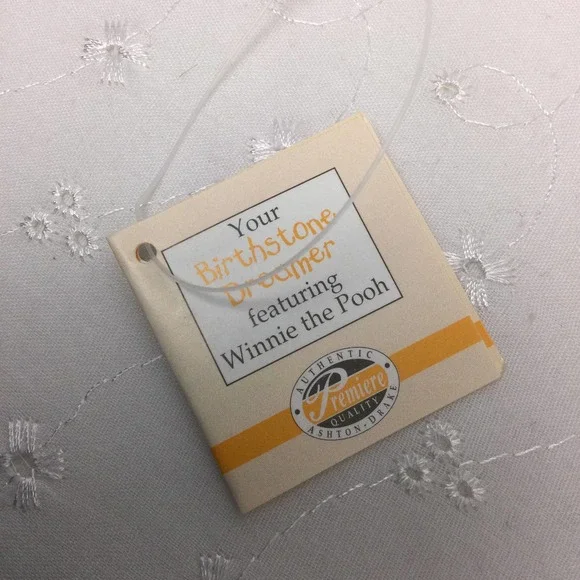 Your
Birthstone
Dreamer
featuring
Winnie the Pooh
AUTHENTIC
Premiere
QUALITY
ASHTON-DRAKE